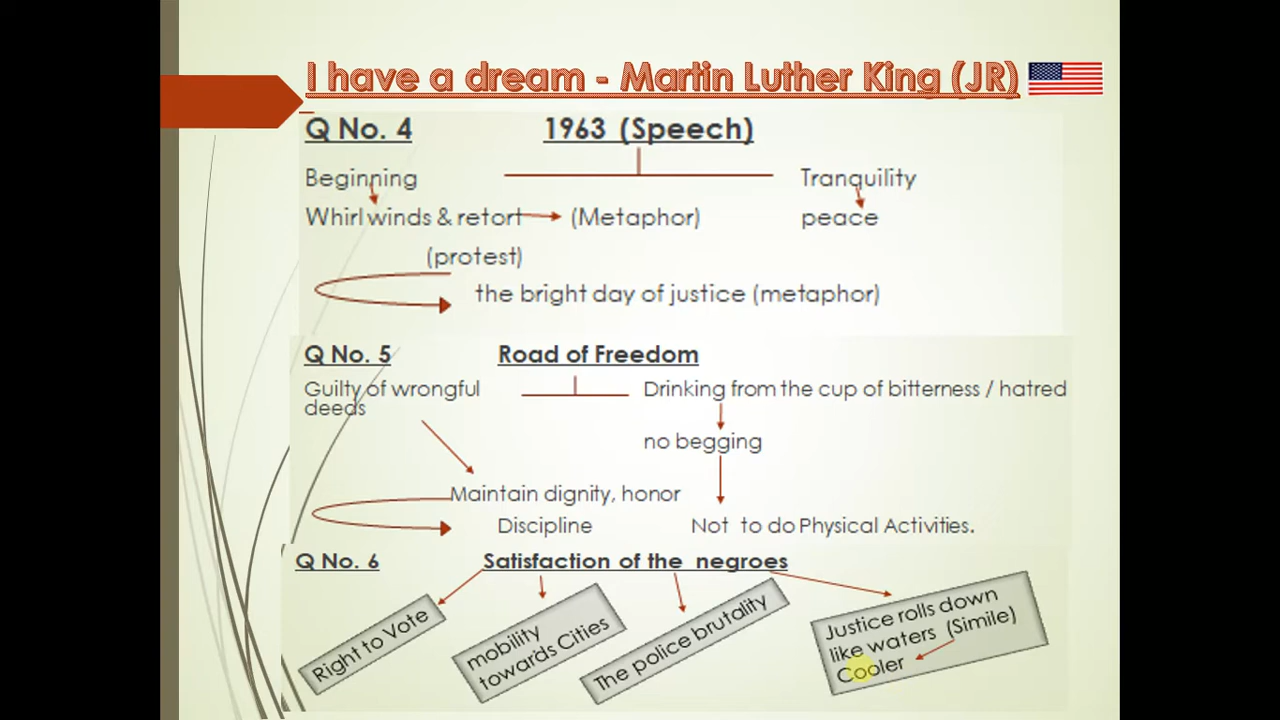 I have a dream - Martin Luther King (JR)
Q No. 4 1963 (Speech)
Beginning Tranquility
Whirl winds & retort (Metaphor) peace
(protest)
the bright day of justice (metaphor)
Q No. 5 Road of Freedom
Guilty of wrongful Drinking from the cup of bitterness / hatred
deeds
no begging
Maintain dignity, honor
Discipline Not to do Physical Activities.
Q No. 6 Satisfaction of the negroes
Right to Vote
mobility
towards Cities
The police brutality
Justice rolls down
like waters (Simile)
Cooler